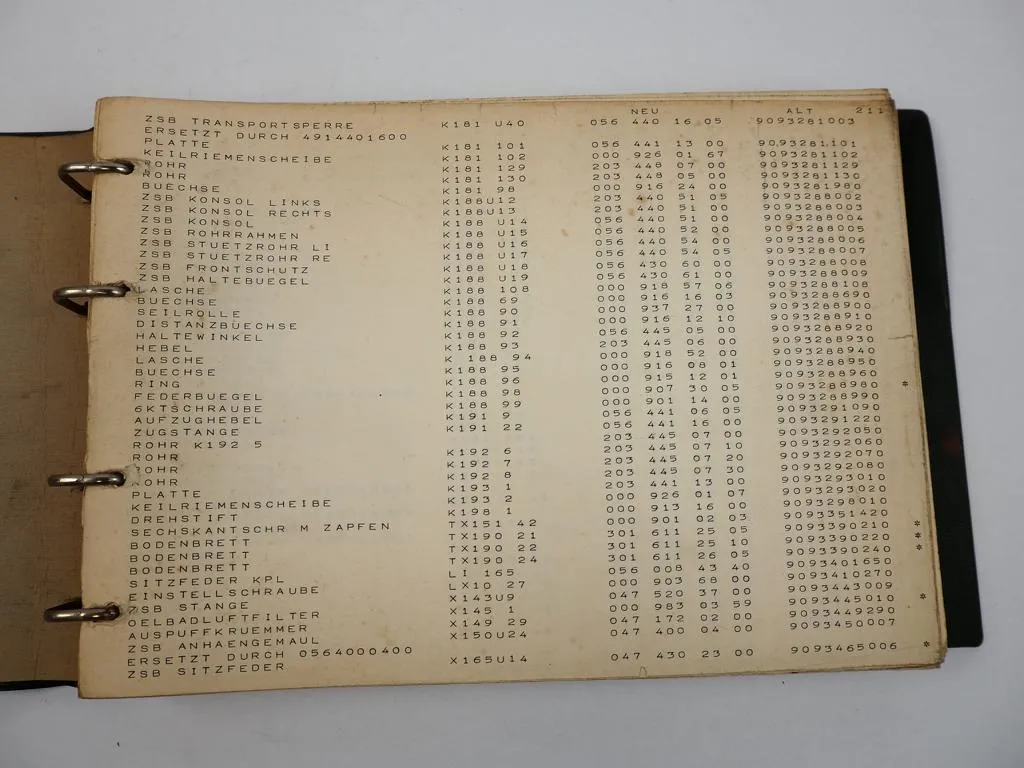 NEU ALT 211
ZSB TRANSPORTSPERRE K181 U40 056 440 16 05 9093281003
ERSETZT DURCH 4914401600
PLATTE K181 101 056 441 13 00 9093281101
KEILRIEMENSCHEIBE K181 102 000 926 01 67 9093281102
ROHR K181 129 203 448 07 00 9093281129
ROHR K181 130 203 448 05 00 9093281130
BUECHSE K181 98 000 916 24 00 9093281980
ZSB KONSOL LINKS K188U12 203 440 51 05 9093288002
ZSB KONSOL RECHTS K188U13 203 440 51 00 9093288003
ZSB KONSOL K188 U14 056 440 51 00 9093288004
ZSB ROHRRAHMEN K188 U15 056 440 52 00 9093288005
ZSB STUETZROHR LI K188 U16 056 440 54 00 9093288006
ZSB STUETZROHR RE K188 U17 056 440 54 05 9093288007
ZSB FRONTSCHUTZ K188 U18 056 430 60 00 9093288008
ZSB HALTEBUEGEL K188 U19 056 430 61 00 9093288009
LASCHE K188 108 000 918 57 06 9093288108
BUECHSE K188 69 000 916 16 03 9093288690
SEILROLLE K188 90 000 937 27 00 9093288900
DISTANZBUECHSE K188 91 000 916 12 10 9093288910
HALTEWINKEL K188 92 056 445 05 00 9093288920
HEBEL K188 93 203 445 06 00 9093288930
LASCHE K 188 94 000 918 52 00 9093288940
BUECHSE K188 95 000 916 08 01 9093288950
RING K188 96 000 915 12 01 9093288960
FEDERBUEGEL K188 98 000 907 30 05 9093288980 *
6KTSCHRAUBE K188 99 000 901 14 00 9093288990
AUFZUGHEBEL K191 9 056 441 06 05 9093291090
ZUGSTANGE K191 22 056 441 16 00 9093291220
ROHR K192 5 203 445 07 00 9093292050
ROHR K192 6 203 445 07 10 9093292060
ROHR K192 7 203 445 07 20 9093292070
ROHR K192 8 203 445 07 30 9093292080
PLATTE K193 1 203 441 13 00 9093293010
KEILRIEMENSCHEIBE K193 2 000 926 01 07 9093293020
DREHSTIFT K198 1 000 913 16 00 9093298010
SECHSKANTSCHR M ZAPFEN TX151 42 000 901 02 03 9093351420
BODENBRETT TX190 21 301 611 25 05 9093390210 *
BODENBRETT TX190 22 301 611 25 10 9093390220 *
BODENBRETT TX190 24 301 611 26 05 9093390240 *
SITZFEDER KPL LI 165 056 008 43 40 9093401650
EINSTELLSCHRAUBE LX10 27 000 903 68 00 9093410270
ZSB STANGE X143U9 047 520 37 00 9093443009
OELBADLUFTFILTER X145 1 000 983 03 59 9093445010 *
AUSPUFFKRUEMMER X149 29 047 172 02 00 9093449290
ZSB ANHAENGEMAUL X150U24 047 400 04 00 9093450007
ERSETZT DURCH 0564000400
ZSB SITZFEDER X165U14 047 430 23 00 9093465006 *